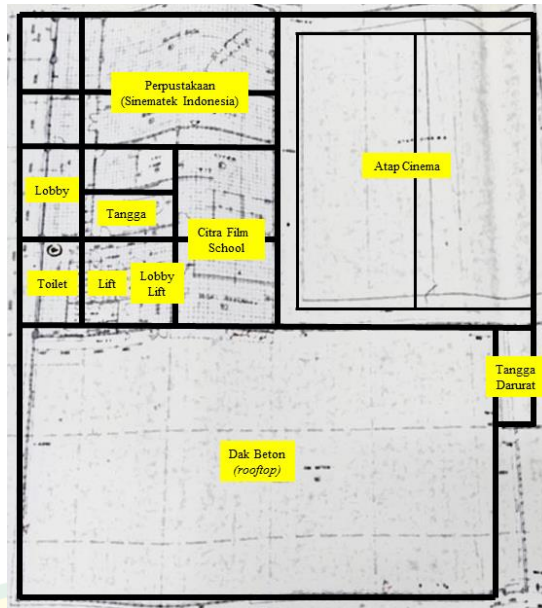 Perpustakaan
(Sinematek Indonesia)
Atap Cinema
Lobby
Tangga
Citra Film
School
Toilet
Lift
Lobby
Lift
Tangga
Darurat
Dak Beton
(rooftop)